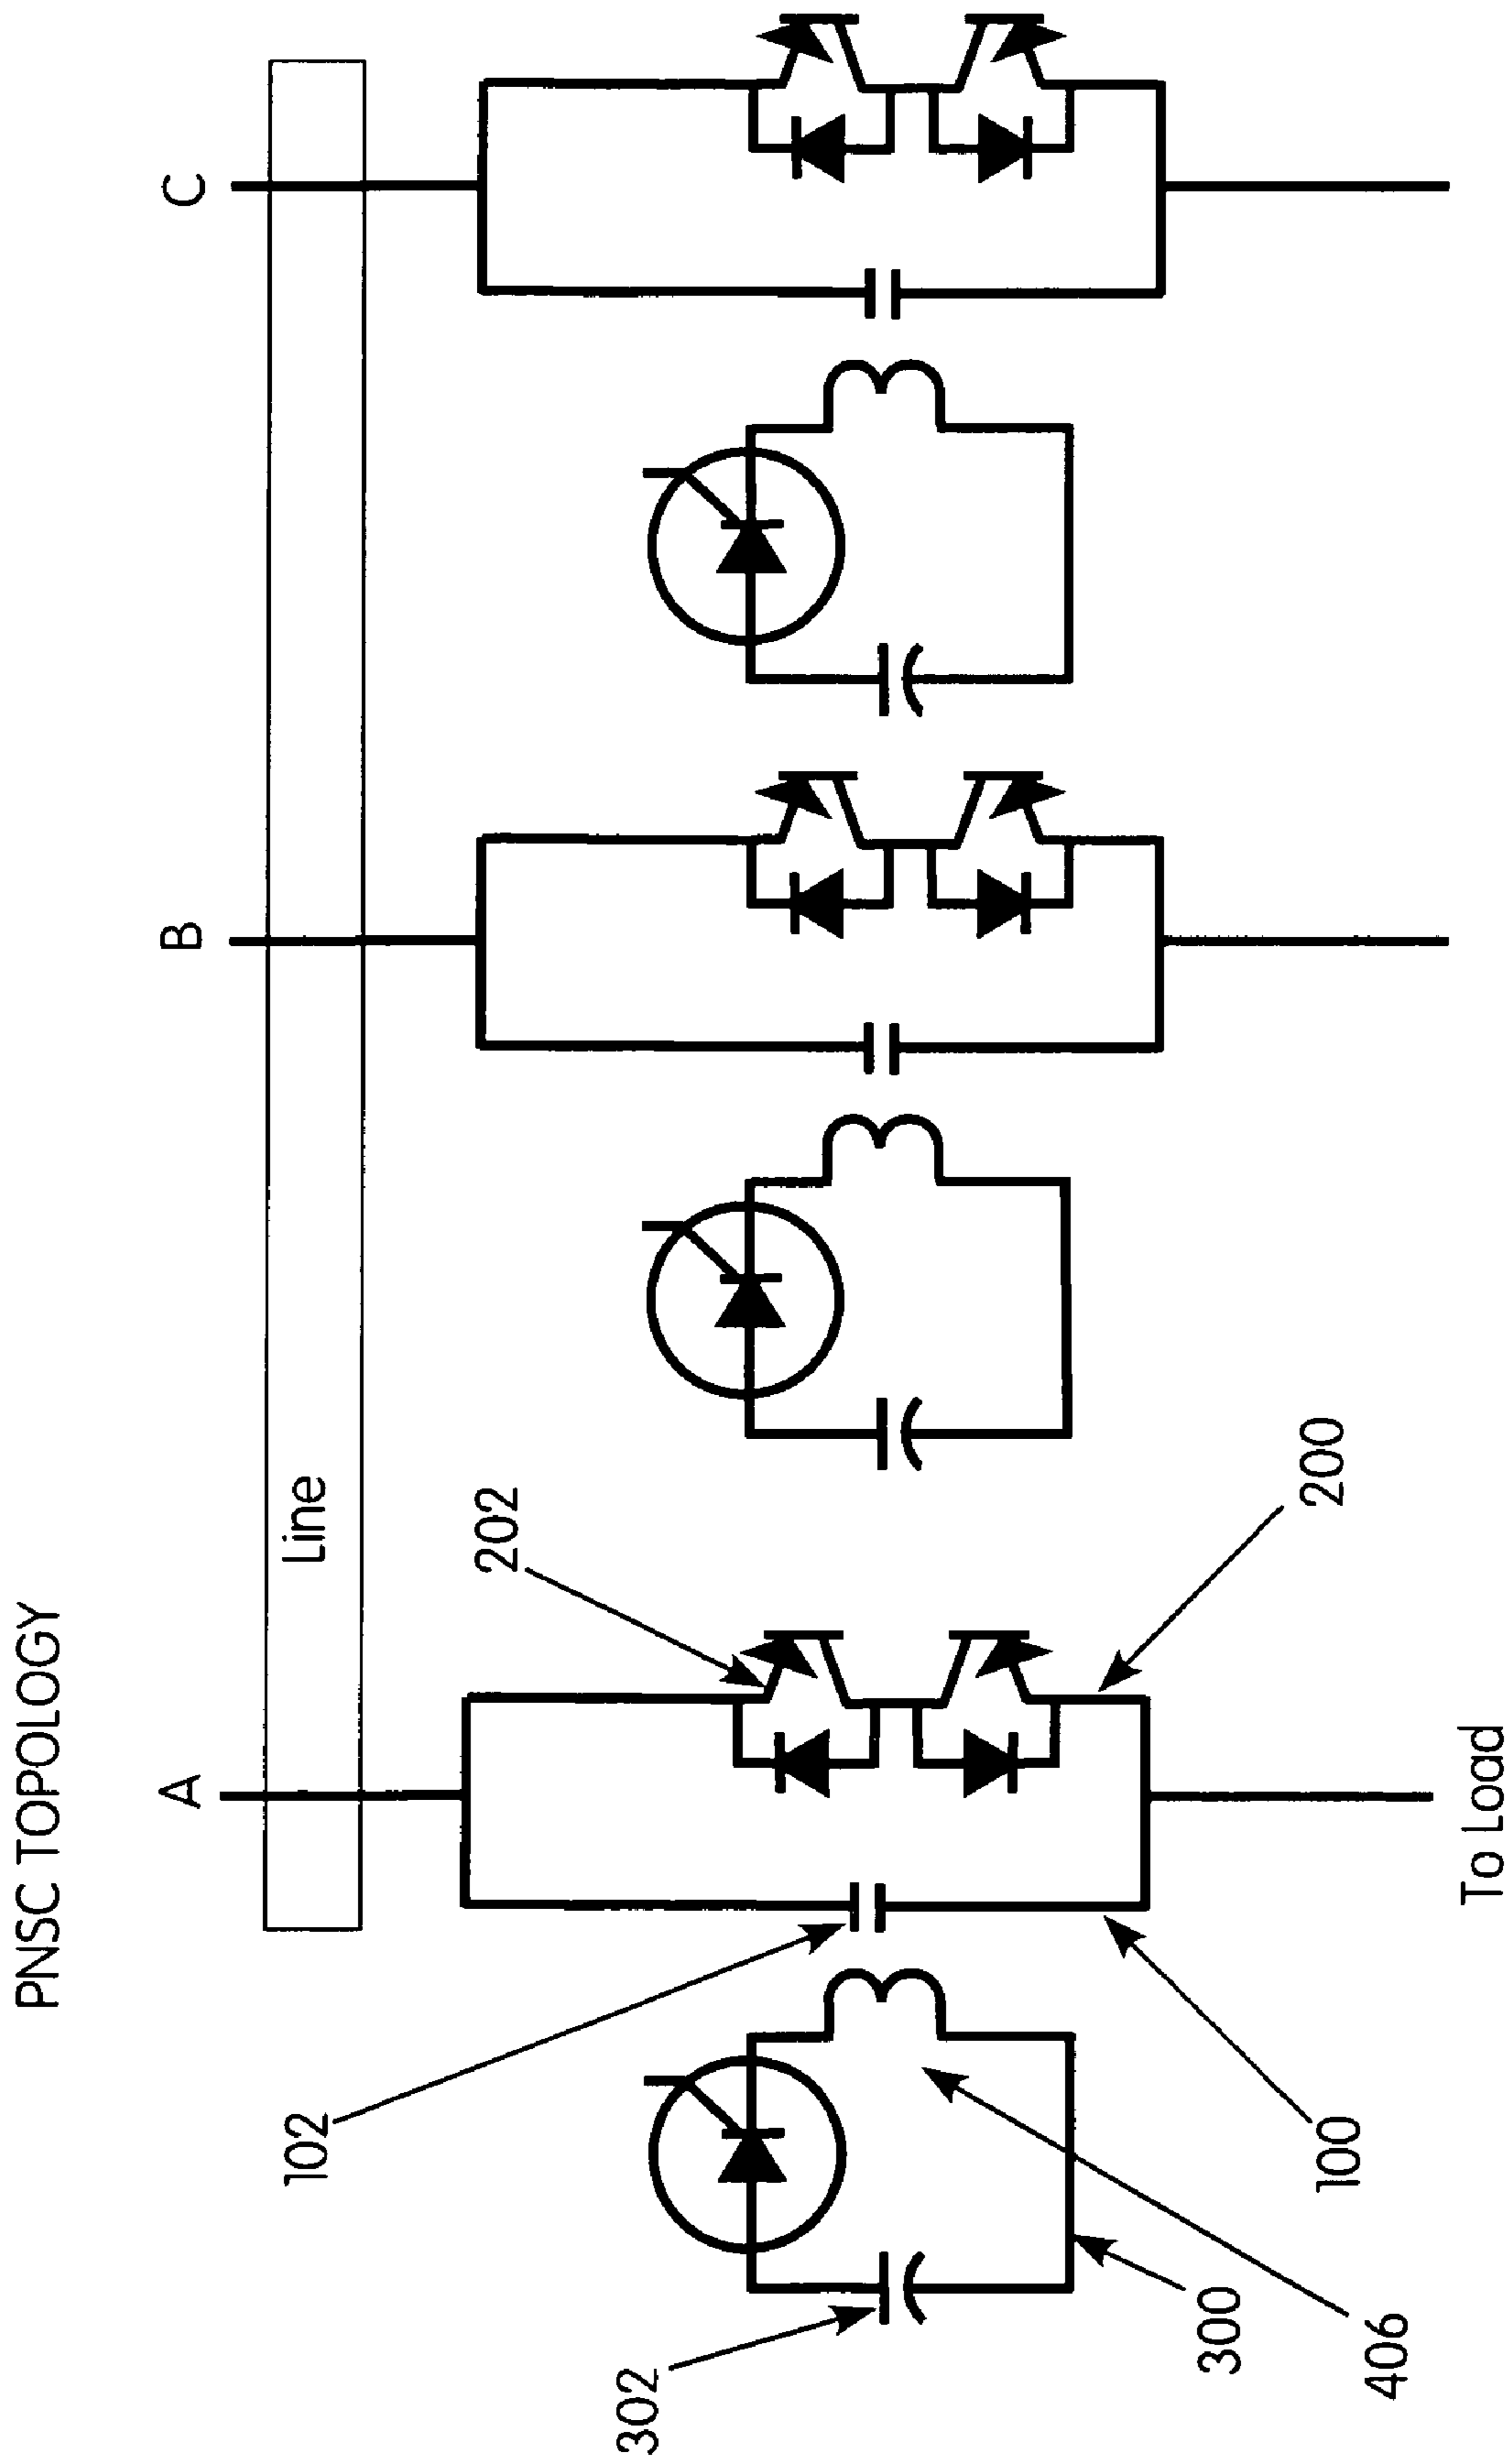 PNSC TOPOLOGY
A
B
C
Line
102
202
302
300
406
100
200
To Load